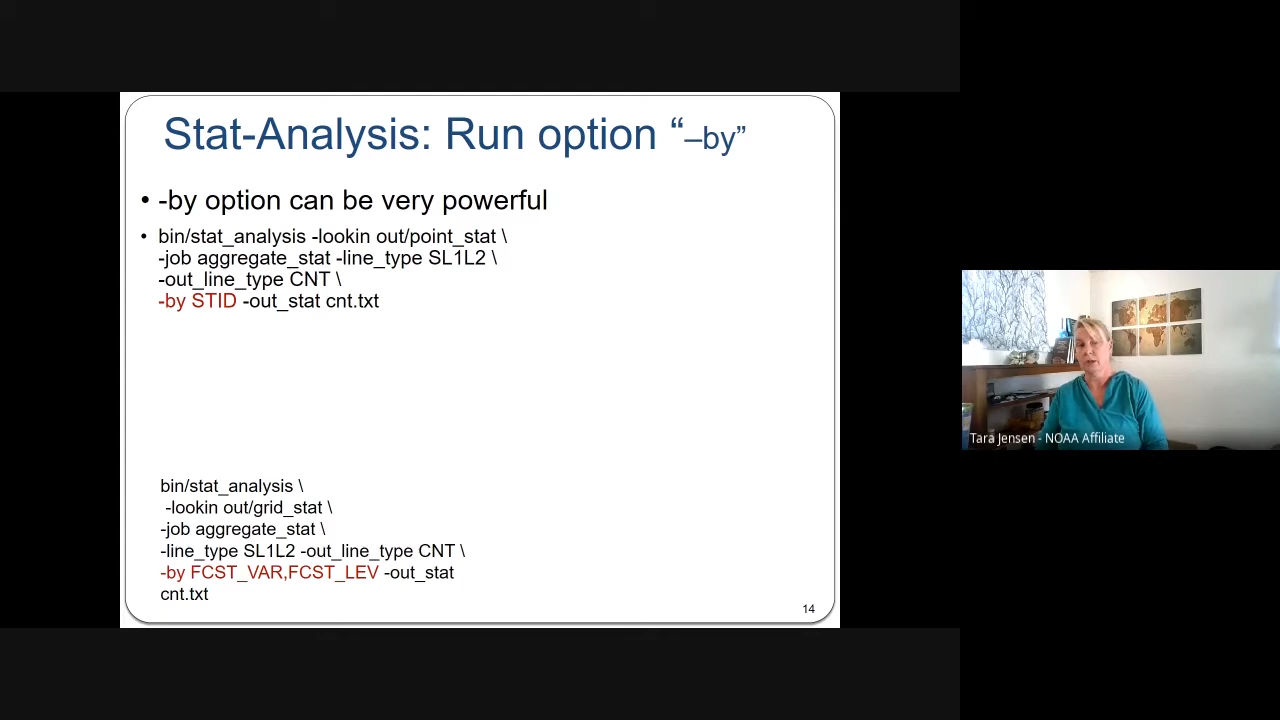 Stat-Analysis: Run option “–by”
• -by option can be very powerful
• bin/stat_analysis -lookin out/point_stat \
-job aggregate_stat -line_type SL1L2 \
-out_line_type CNT \
-by STID -out_stat cnt.txt
bin/stat_analysis \
-lookin out/grid_stat \
-job aggregate_stat \
-line_type SL1L2 -out_line_type CNT \
-by FCST_VAR,FCST_LEV -out_stat
cnt.txt
14
Tara Jensen - NOAA Affiliate